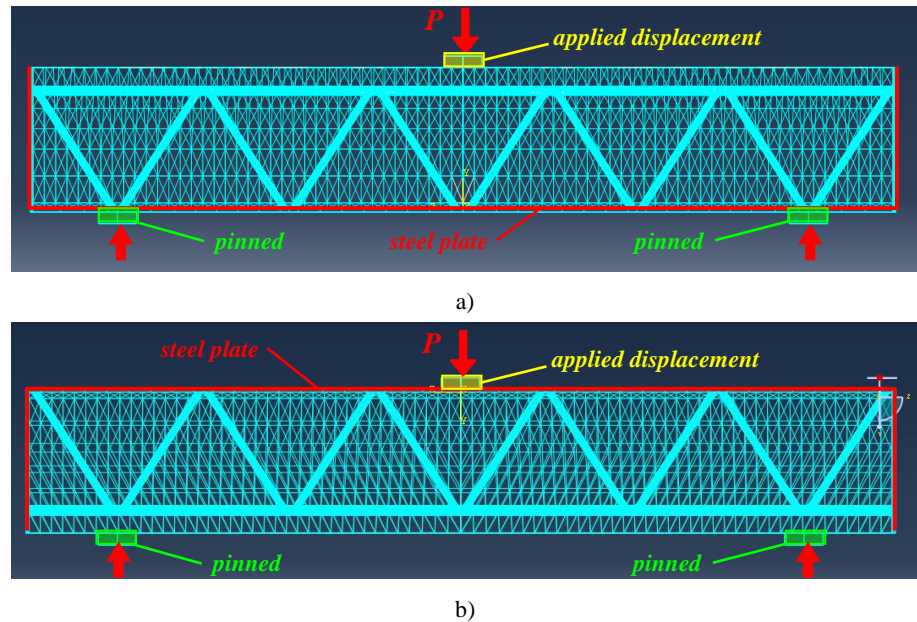 P
applied displacement
pinned
steel plate
pinned
a)
steel plate
P
applied displacement
pinned
pinned
b)